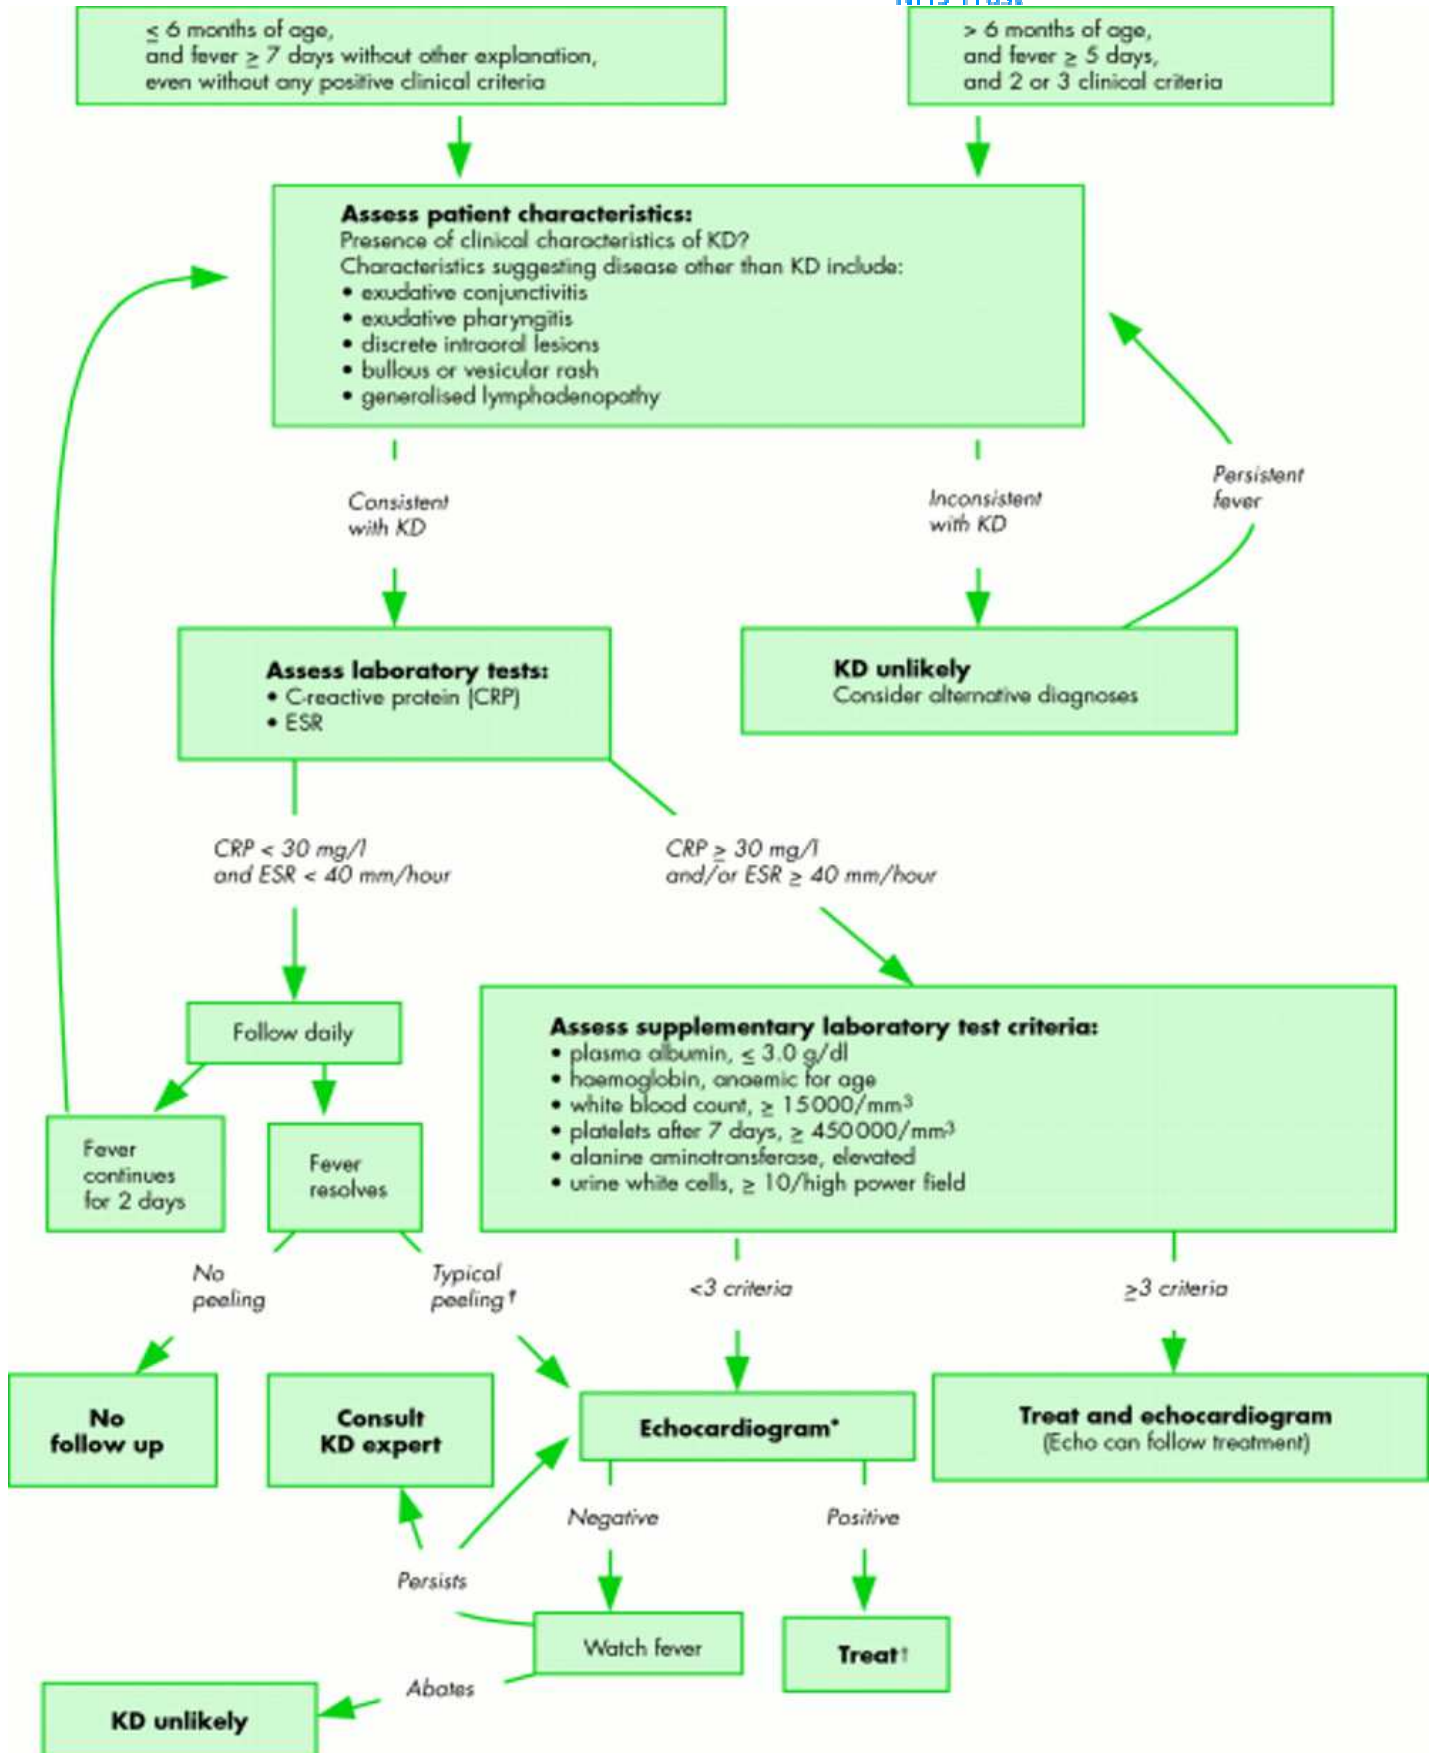 ≤ 6 months of age,
and fever ≥ 7 days without other explanation,
even without any positive clinical criteria
> 6 months of age,
and fever ≥ 5 days,
and 2 or 3 clinical criteria
Assess patient characteristics:
Presence of clinical characteristics of KD?
Characteristics suggesting disease other than KD include:
• exudative conjunctivitis
• exudative pharyngitis
• discrete intraoral lesions
• bullous or vesicular rash
• generalised lymphadenopathy
Consistent
with KD
Inconsistent
with KD
Persistent
fever
Assess laboratory tests:
• C-reactive protein (CRP)
• ESR
KD unlikely
Consider alternative diagnoses
CRP < 30 mg/l
and ESR < 40 mm/hour
CRP ≥ 30 mg/l
and/or ESR ≥ 40 mm/hour
Follow daily
Fever
continues
for 2 days
Fever
resolves
Assess supplementary laboratory test criteria:
• plasma albumin, ≤ 3.0 g/dl
• haemoglobin, anaemic for age
• white blood count, ≥ 15000/mm³
• platelets after 7 days, ≥ 450000/mm³
• alanine aminotransferase, elevated
• urine white cells, ≥ 10/high power field
No
peeling
Typical
peeling†
<3 criteria
≥3 criteria
No
follow up
Consult
KD expert
Echocardiogram*
Treat and echocardiogram
(Echo can follow treatment)
Negative
Positive
Persists
Watch fever
Treat†
Abates
KD unlikely